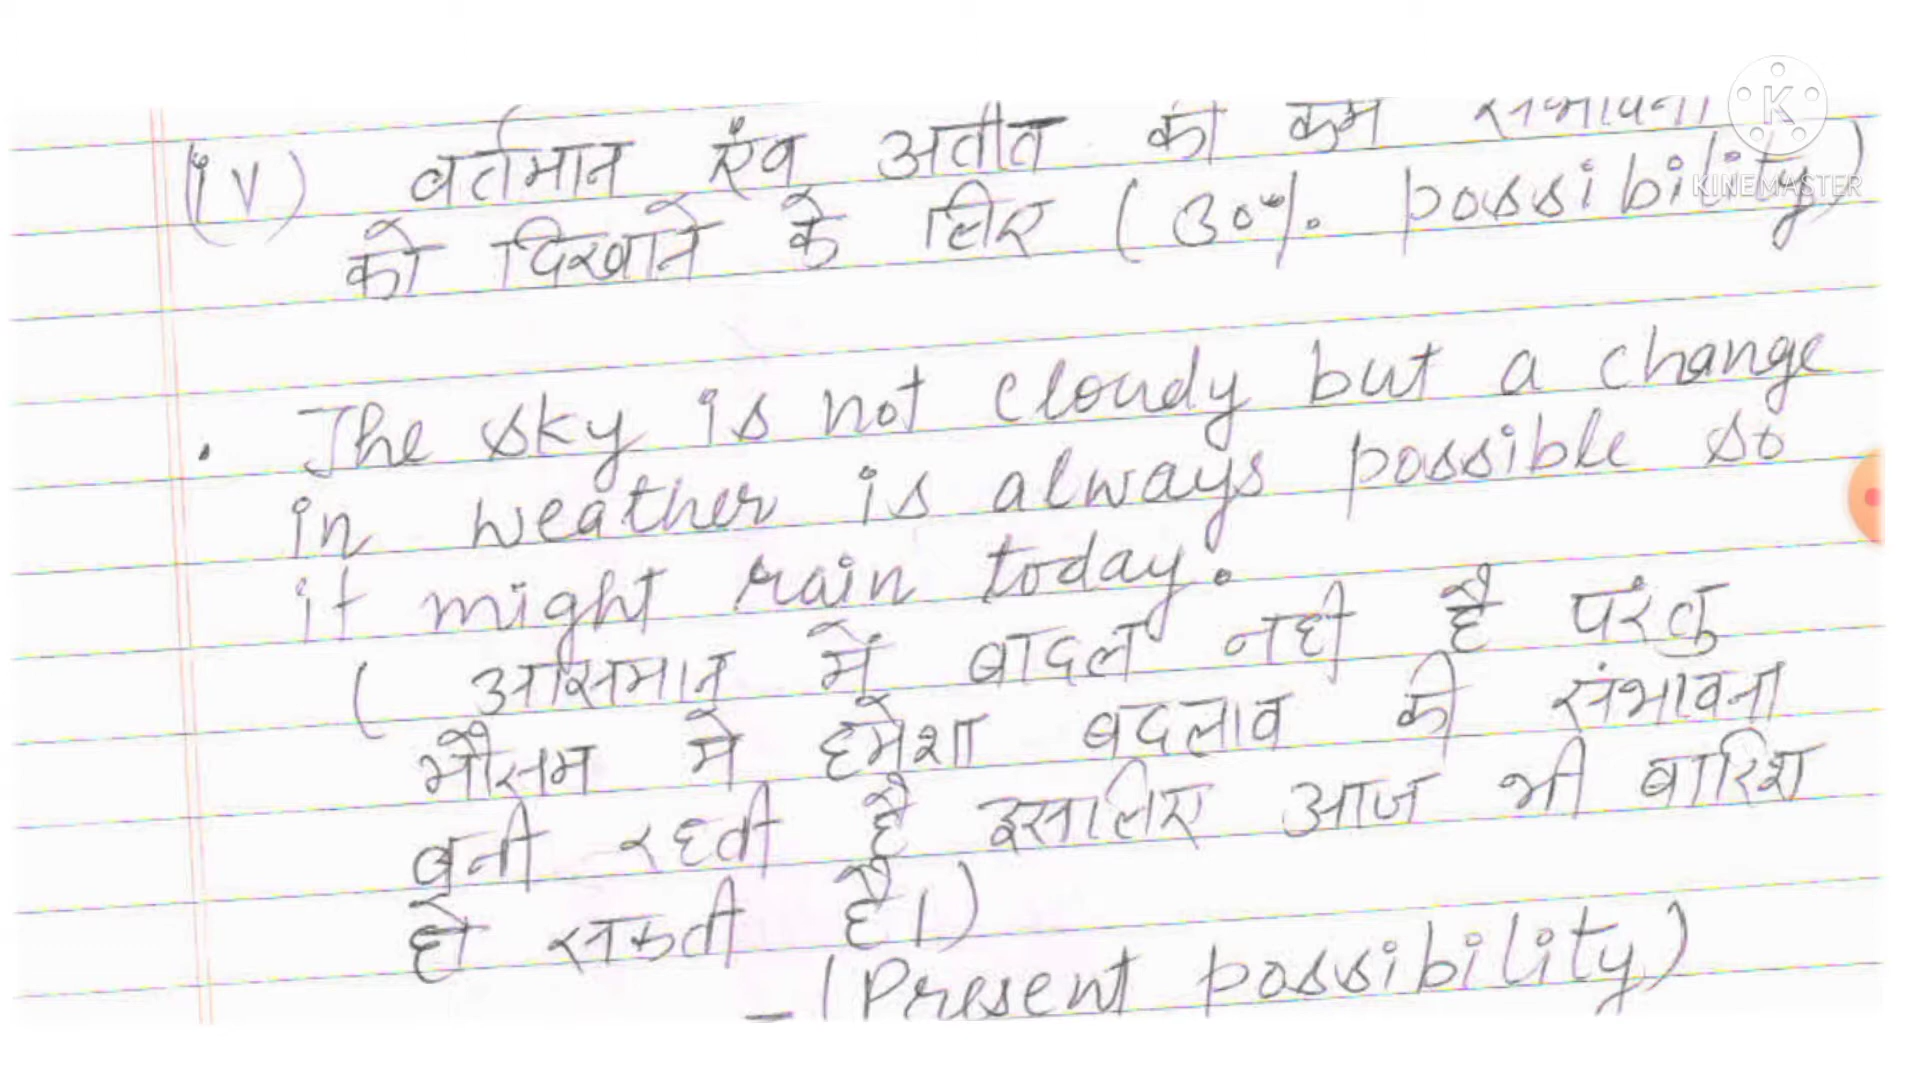 (iv) वर्तमान एंव अतीत की कम संभावना
को दिखाने के लिए (30% possibility)
. The sky is not cloudy but a change
in weather is always possible so
it might rain today.
( आसमान में बादल नही है परंतु
मौसम मे हमेशा बदलाव की संभावना
बनी रहती है इसलिए आज भी बारिश
हो सकती है।)
- (Present possibility)
KINEMASTER